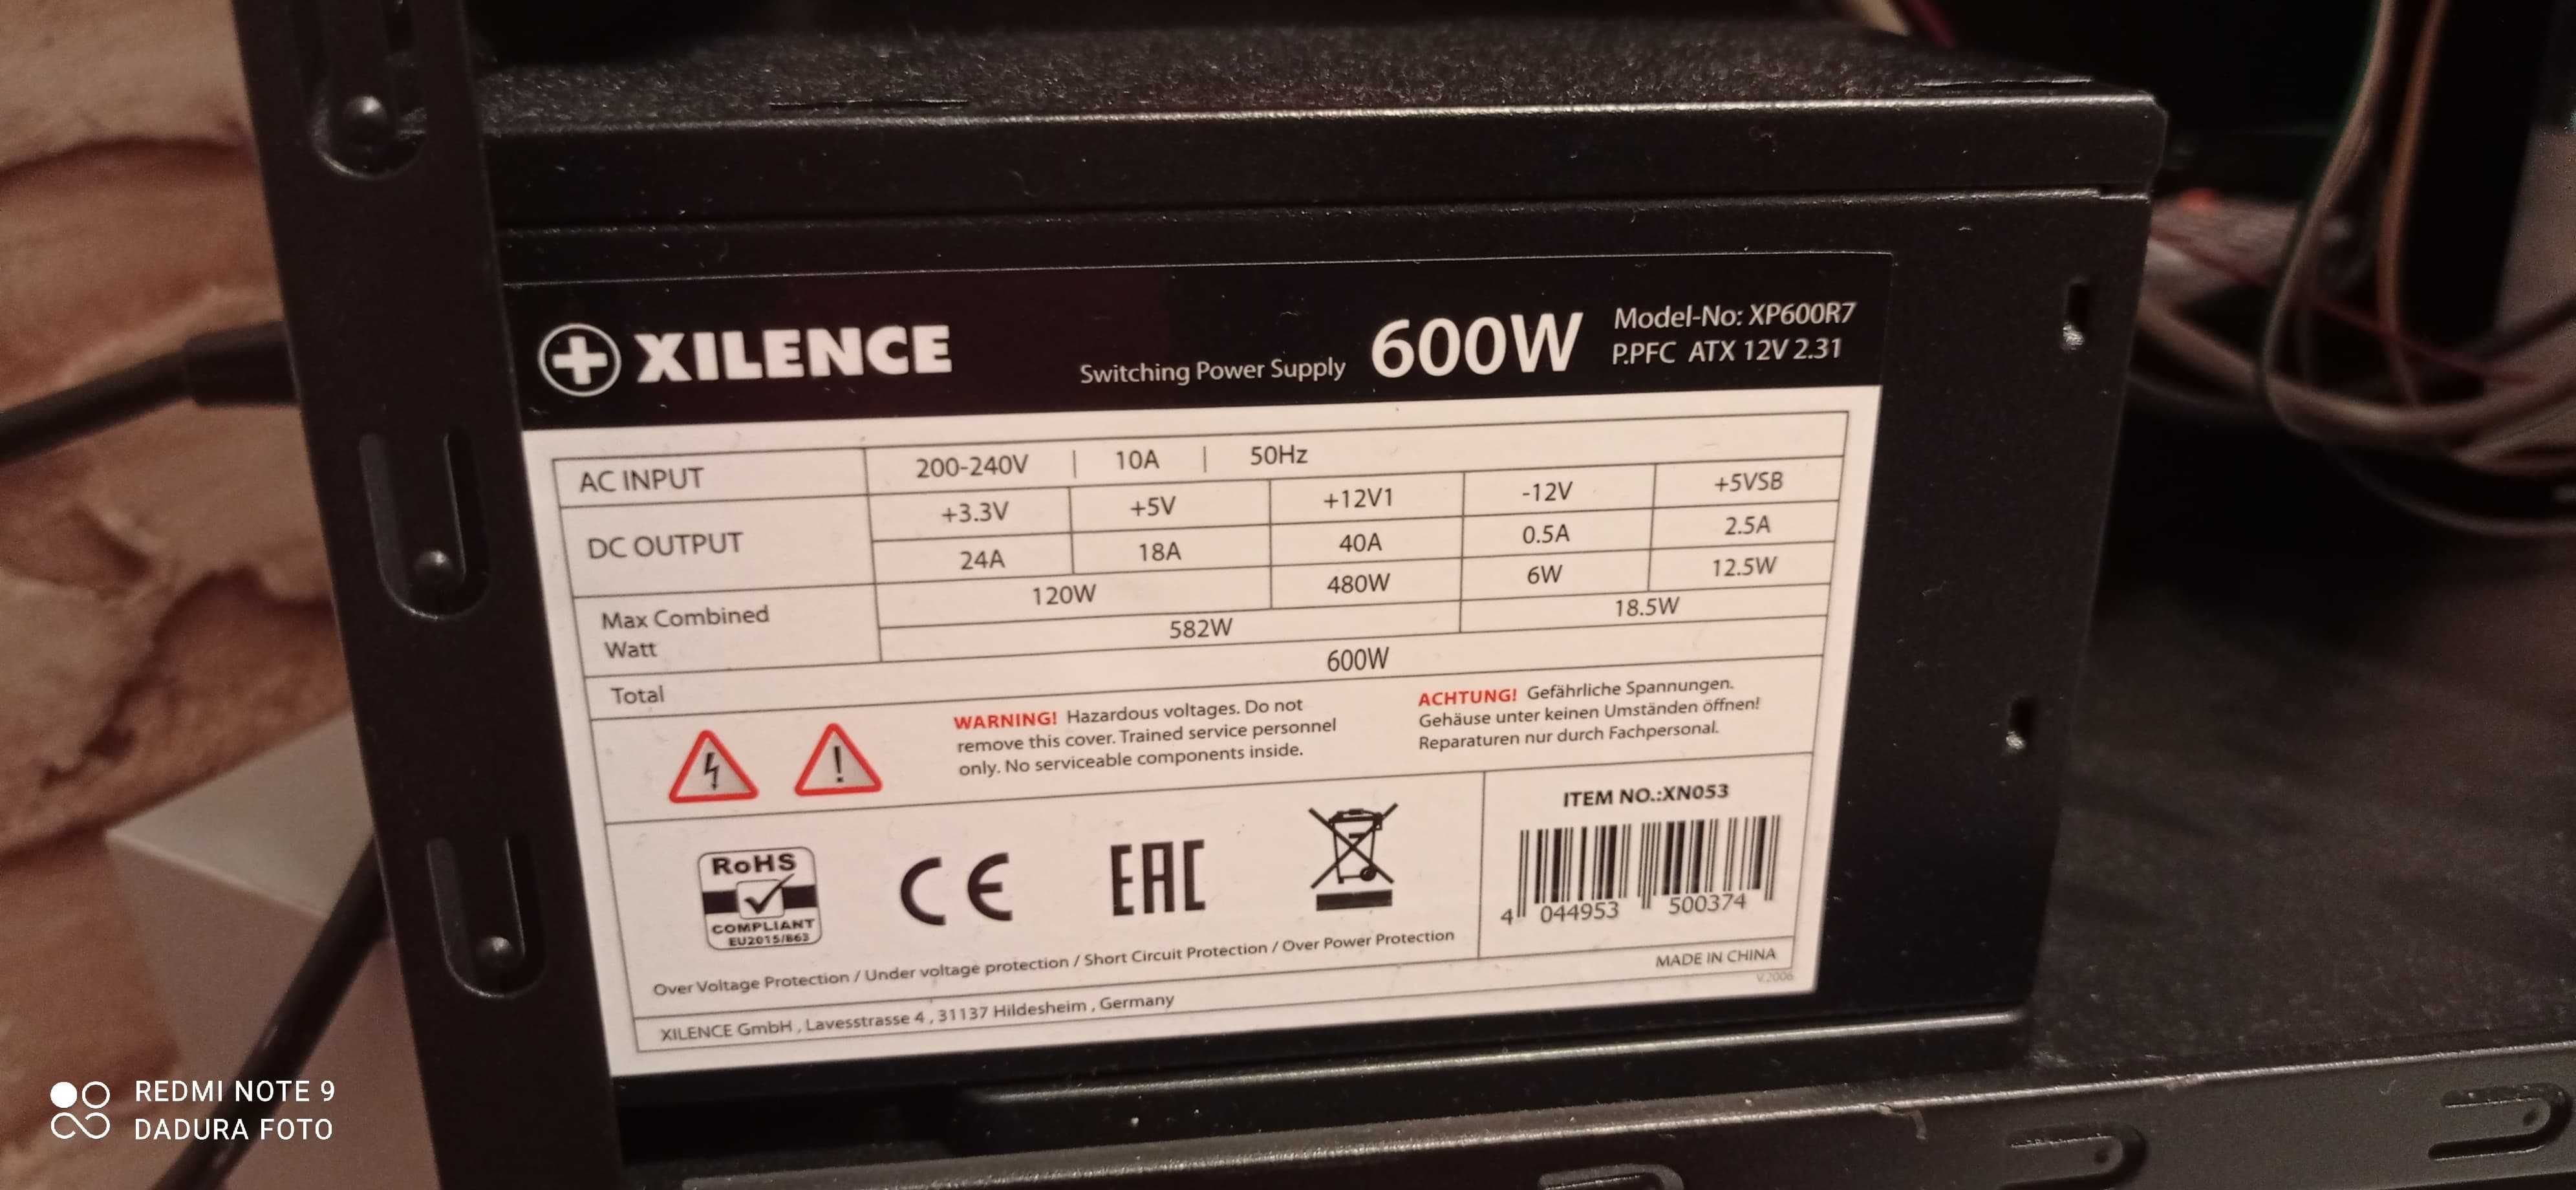 XILENCE
Switching Power Supply 600W
Model-No: XP600R7
P.PFC ATX 12V 2.31
AC INPUT 200-240V | 10A | 50Hz
DC OUTPUT +3.3V +5V +12V1 -12V +5VSB
24A 18A 40A 0.5A 2.5A
Max Combined Watt 120W 480W 6W 12.5W
582W 18.5W
Total 600W
WARNING! Hazardous voltages. Do not
remove this cover. Trained service personnel
only. No serviceable components inside.
ACHTUNG! Gefährliche Spannungen.
Gehäuse unter keinen Umständen öffnen!
Reparaturen nur durch Fachpersonal.
RoHS
COMPLIANT
EU2015/863
CE
EAC
ITEM NO.:XN053
4 044953 500374
Over Voltage Protection / Under voltage protection / Short Circuit Protection / Over Power Protection
MADE IN CHINA
V.2006
XILENCE GmbH , Lavesstrasse 4 , 31137 Hildesheim , Germany
REDMI NOTE 9
DADURA FOTO